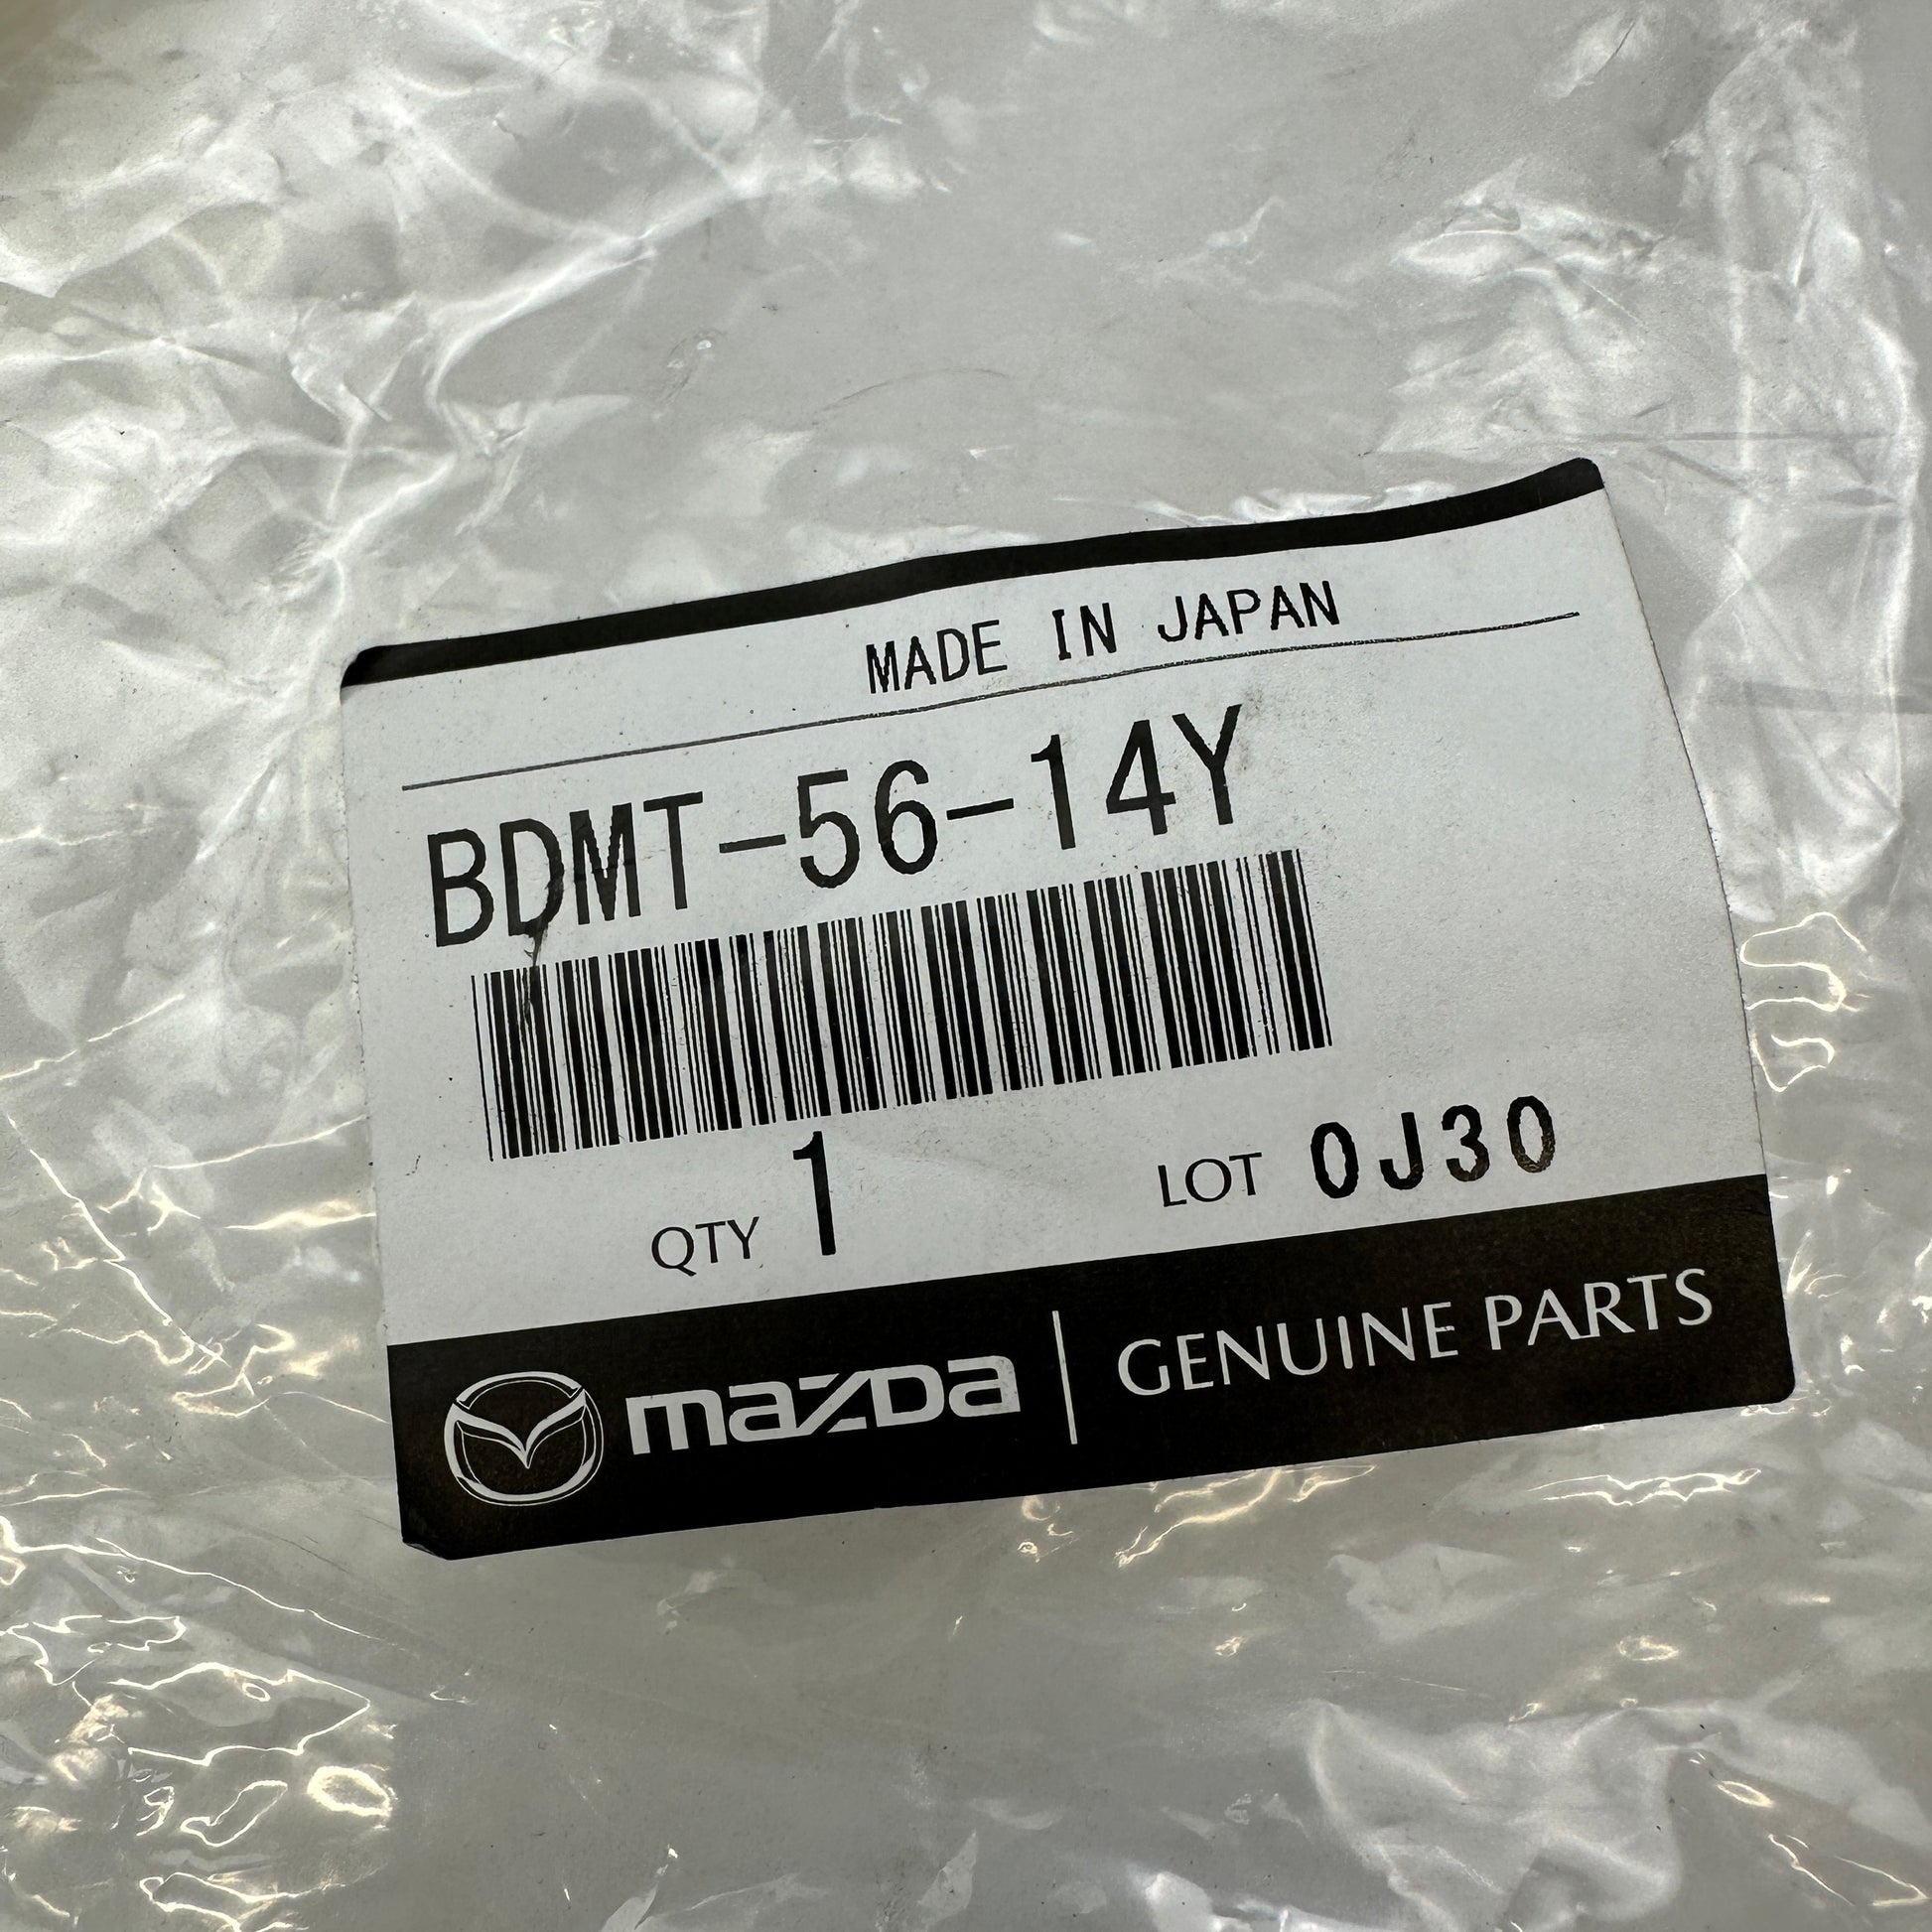 MADE IN JAPAN
BDMT-56-14Y
QTY 1 LOT 0J30
mazda | GENUINE PARTS